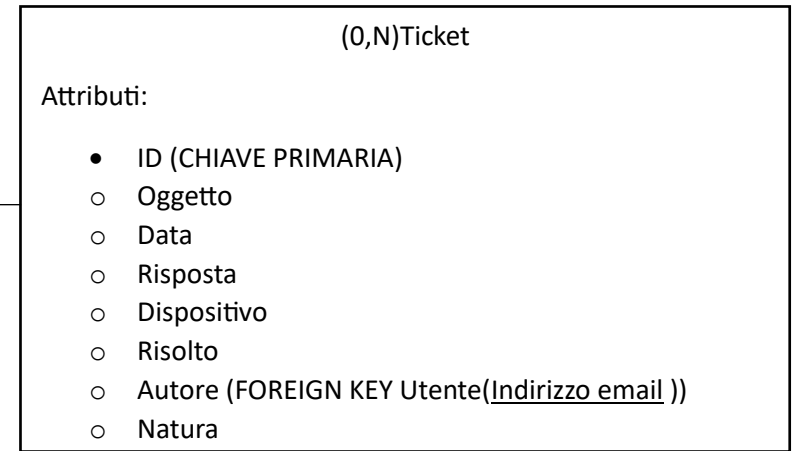 (0,N)Ticket
Attributi:
• ID (CHIAVE PRIMARIA)
o Oggetto
o Data
o Risposta
o Dispositivo
o Risolto
o Autore (FOREIGN KEY Utente(Indirizzo email ))
o Natura